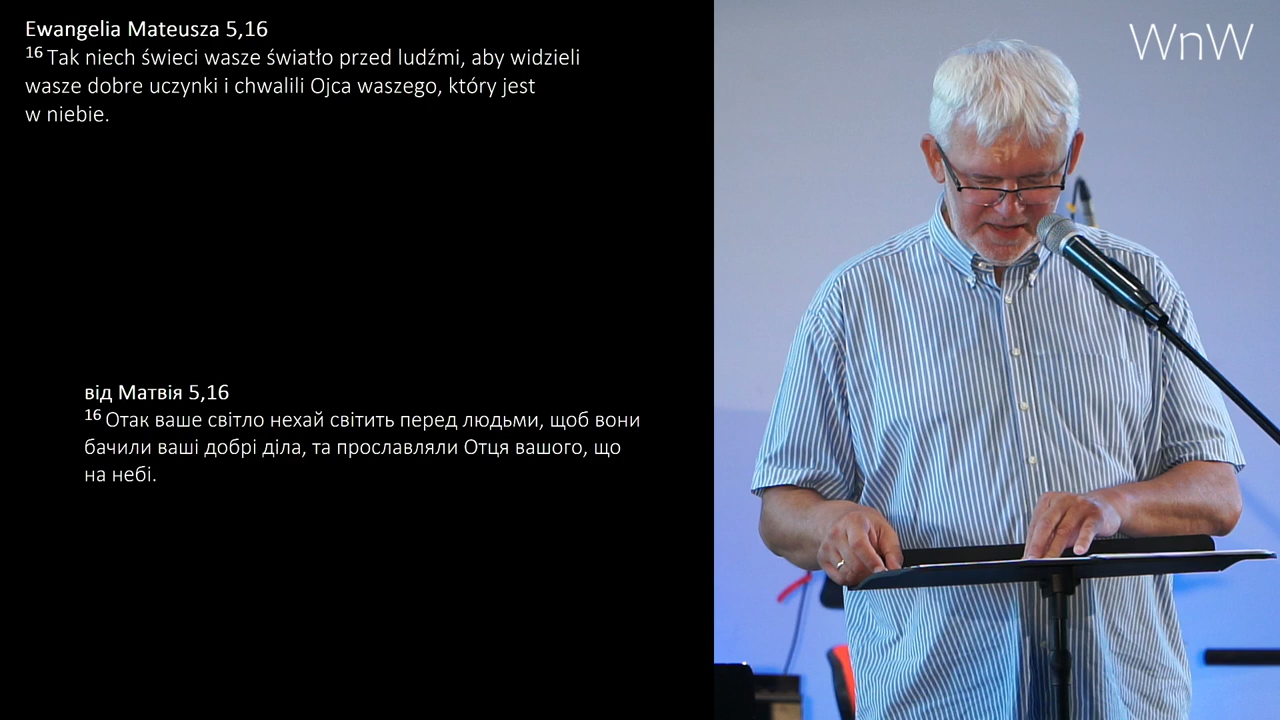 Ewangelia Mateusza 5,16
16 Tak niech świeci wasze światło przed ludźmi, aby widzieli
wasze dobre uczynki i chwalili Ojca waszego, który jest
w niebie.
WnW
від Матвія 5,16
16 Отак ваше світло нехай світить перед людьми, щоб вони
бачили ваші добрі діла, та прославляли Отця вашого, що
на небі.